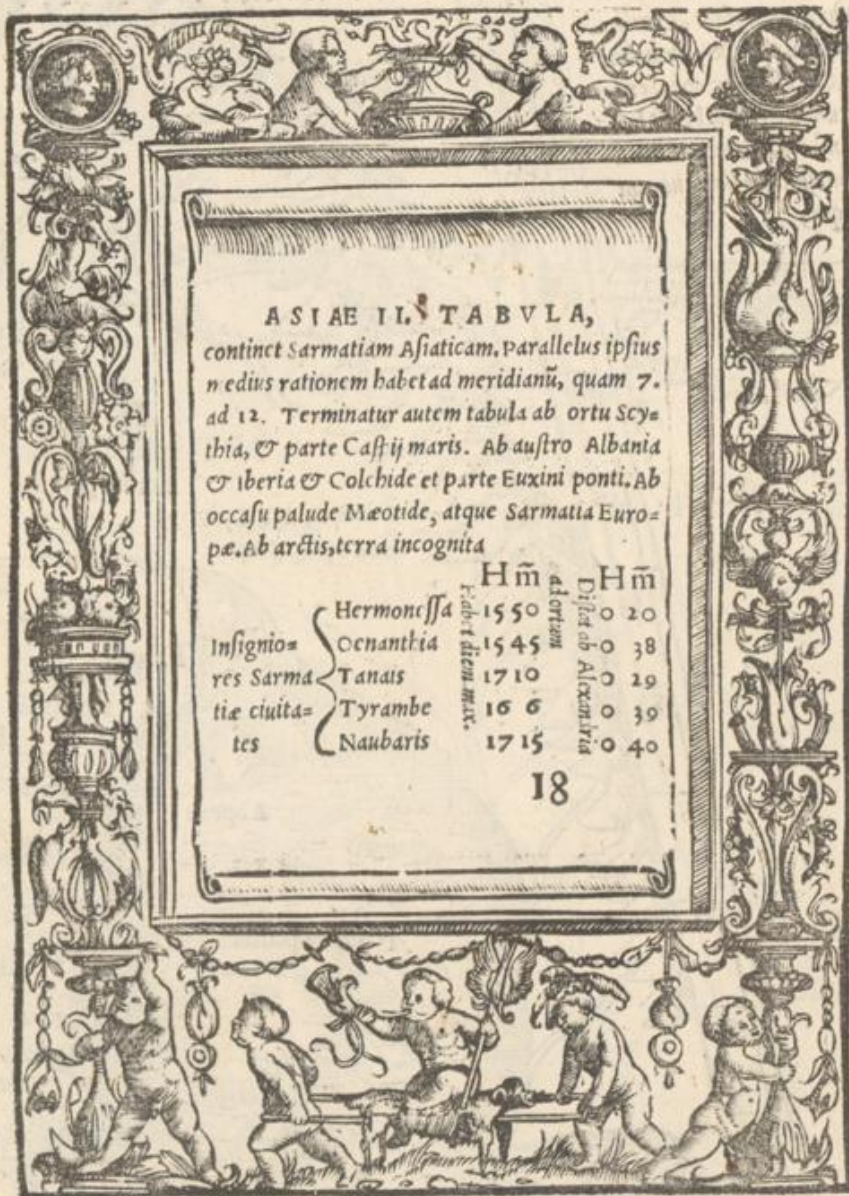 ASIAE II. TABVLA,
continet Sarmatiam Aſiaticam. Parallelus ipſius
medius rationem habet ad meridianũ, quam 7.
ad 12. Terminatur autem tabula ab ortu Scy=
thia, & parte Caſpij maris. Ab auſtro Albania
& Iberia & Colchide et parte Euxini ponti. Ab
occaſu palude Mæotide, atque Sarmatia Euro=
pæ. Ab arctis, terra incognita
H m̃ H m̃
Habet diem max.
ad ortum
Diſtat ab Alexandria
Inſignio=
res Sarma
tiæ ciuita=
tes
Hermoneſſa 15 50 0 20
Oenanthia 15 45 0 38
Tanais 17 10 0 29
Tyrambe 16 6 0 39
Naubaris 17 15 0 40
18